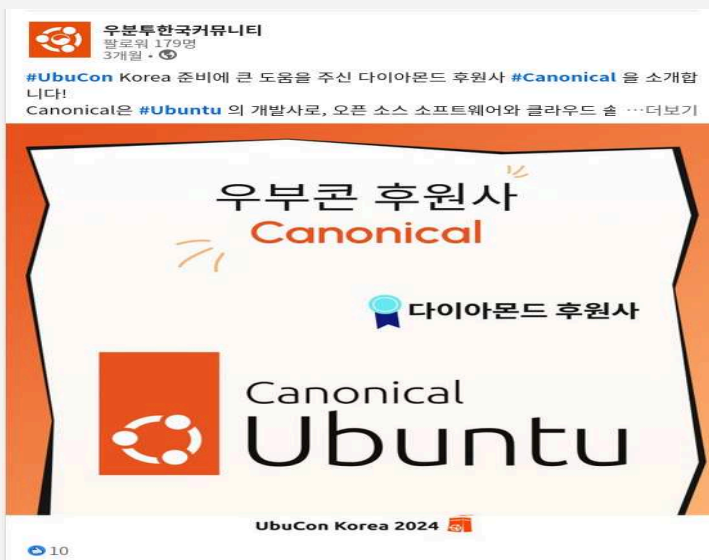 우분투한국커뮤니티
팔로워 179명
3개월 •
#UbuCon Korea 준비에 큰 도움을 주신 다이아몬드 후원사 #Canonical 을 소개합
니다!
Canonical은 #Ubuntu 의 개발사로, 오픈 소스 소프트웨어와 클라우드 솔 …더보기
우부콘 후원사
Canonical
다이아몬드 후원사
Canonical
Ubuntu
UbuCon Korea 2024
10